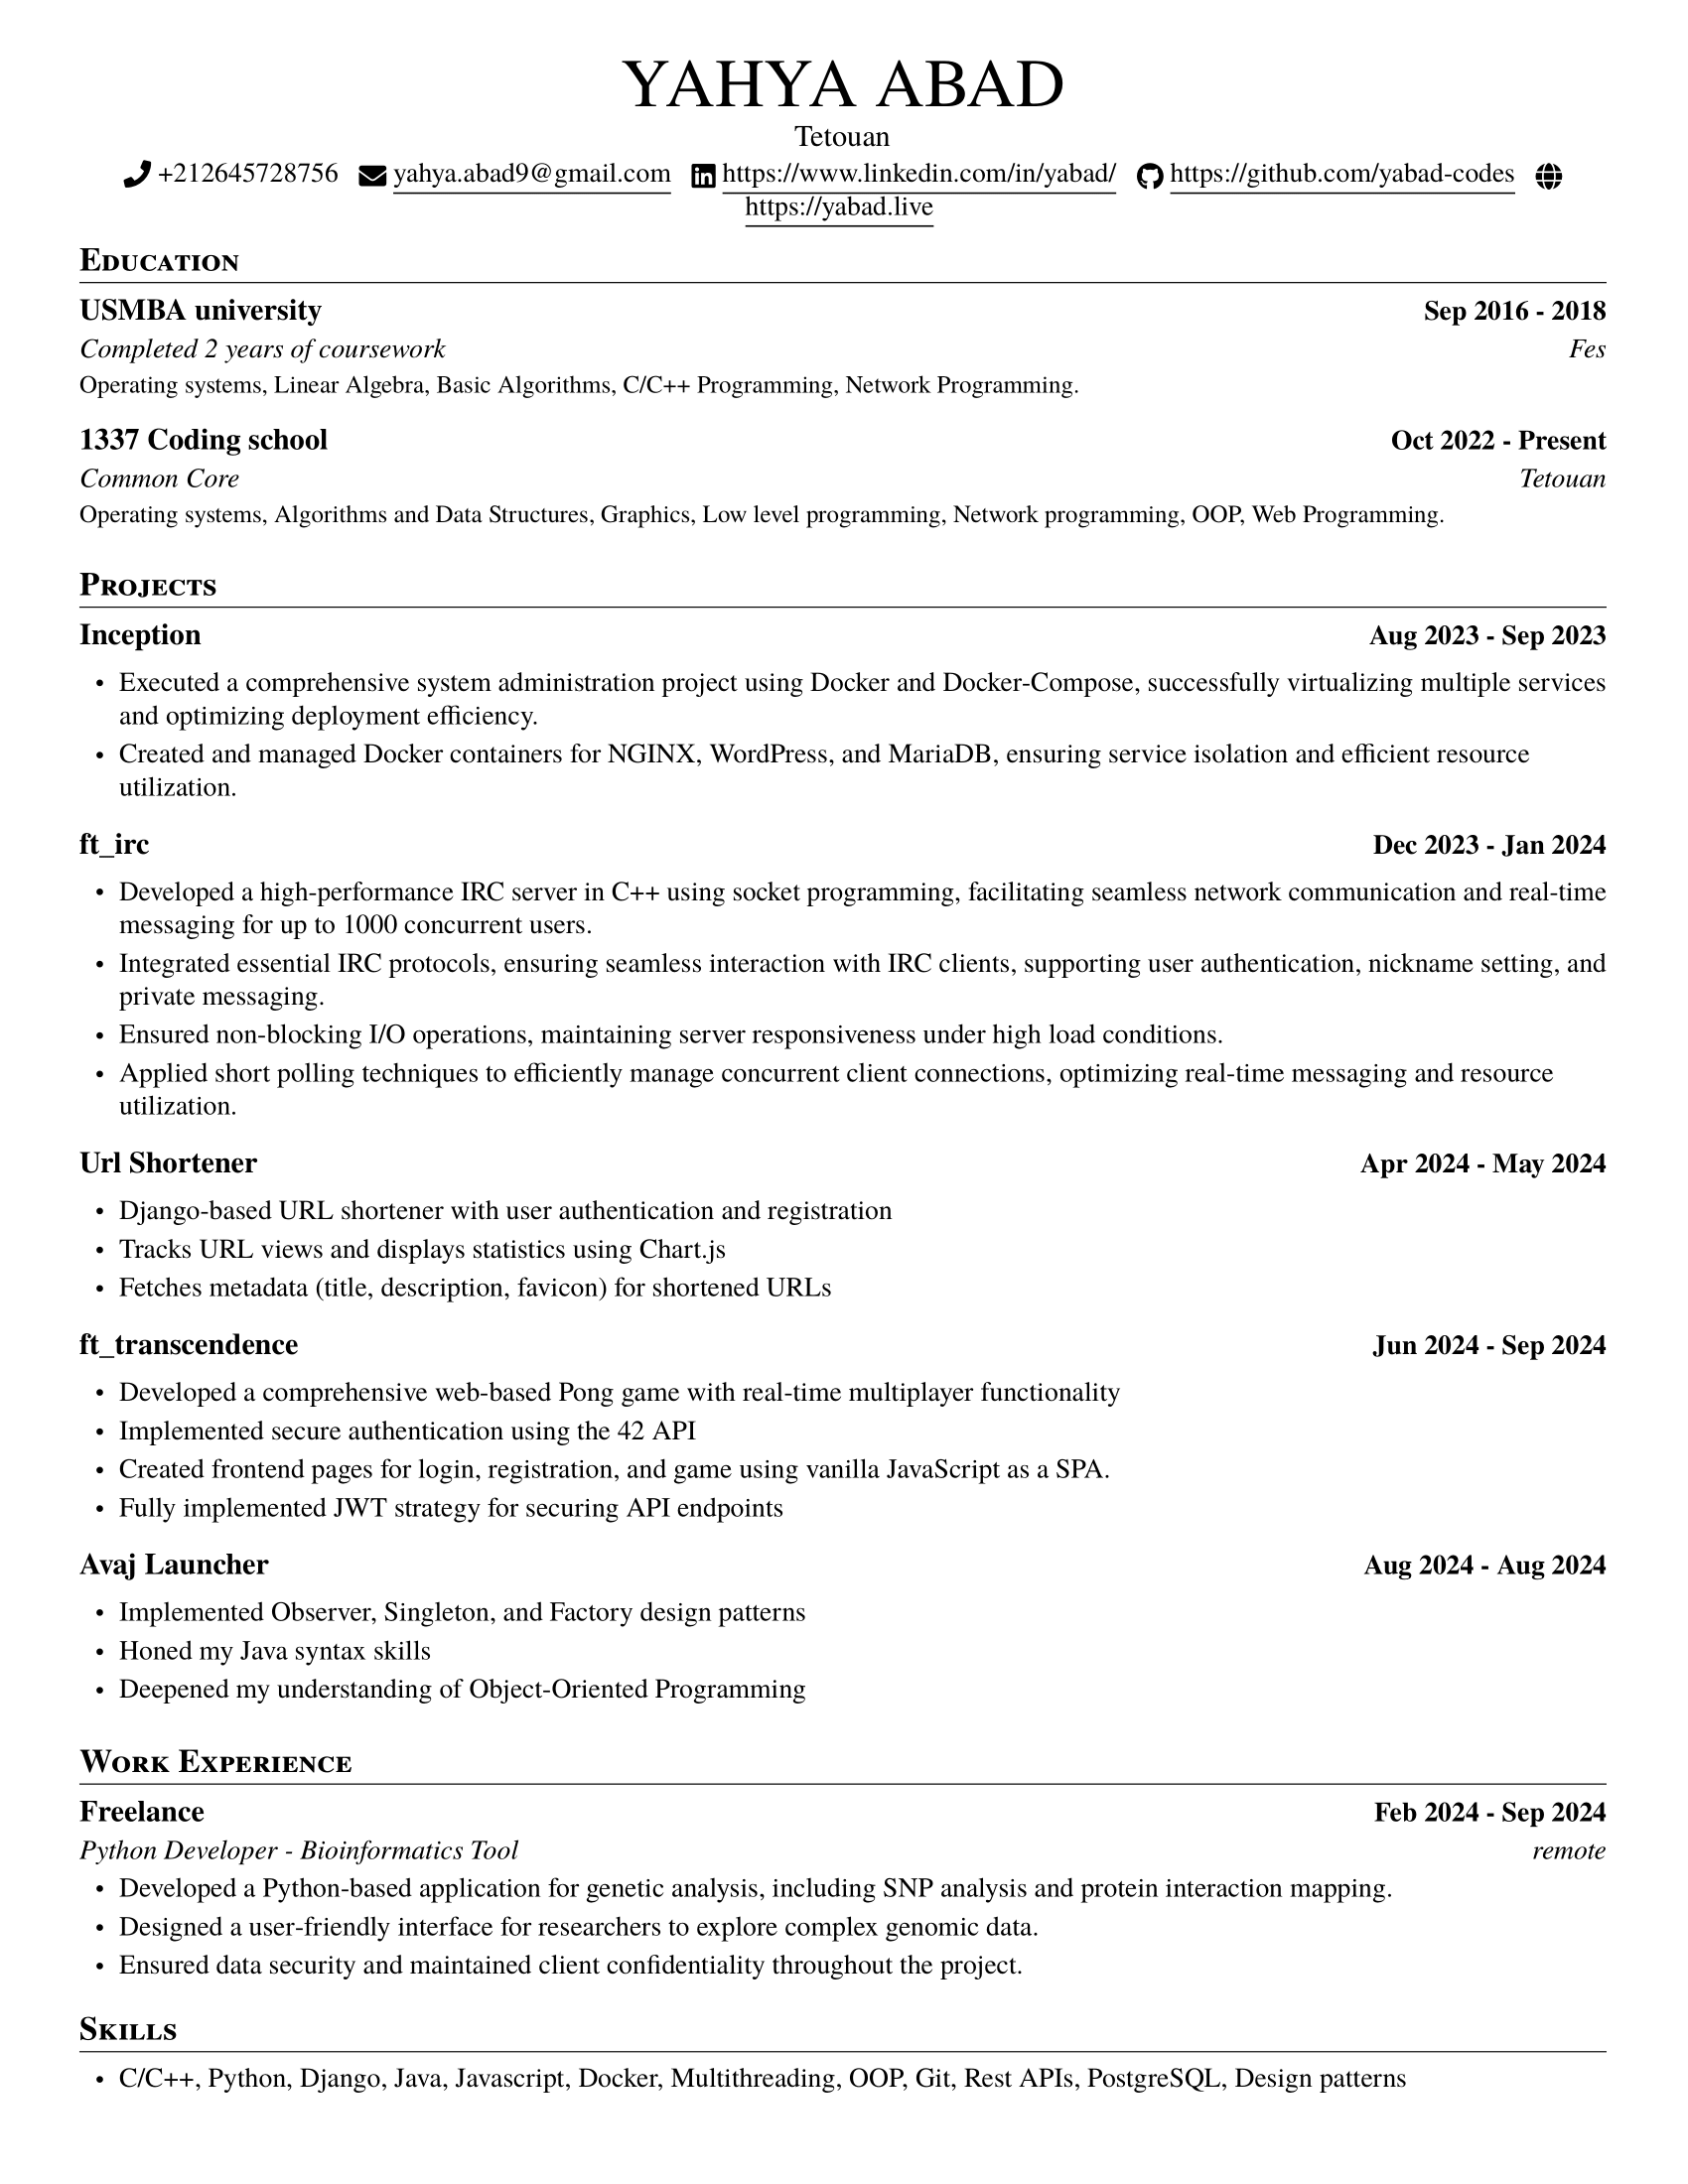 YAHYA ABAD
Tetouan
+212645728756 yahya.abad9@gmail.com https://www.linkedin.com/in/yabad/ https://github.com/yabad-codes
https://yabad.live
Education
USMBA university Sep 2016 - 2018
Completed 2 years of coursework Fes
Operating systems, Linear Algebra, Basic Algorithms, C/C++ Programming, Network Programming.
1337 Coding school Oct 2022 - Present
Common Core Tetouan
Operating systems, Algorithms and Data Structures, Graphics, Low level programming, Network programming, OOP, Web Programming.
Projects
Inception Aug 2023 - Sep 2023
• Executed a comprehensive system administration project using Docker and Docker-Compose, successfully virtualizing multiple services
and optimizing deployment efficiency.
• Created and managed Docker containers for NGINX, WordPress, and MariaDB, ensuring service isolation and efficient resource
utilization.
ft_irc Dec 2023 - Jan 2024
• Developed a high-performance IRC server in C++ using socket programming, facilitating seamless network communication and real-time
messaging for up to 1000 concurrent users.
• Integrated essential IRC protocols, ensuring seamless interaction with IRC clients, supporting user authentication, nickname setting, and
private messaging.
• Ensured non-blocking I/O operations, maintaining server responsiveness under high load conditions.
• Applied short polling techniques to efficiently manage concurrent client connections, optimizing real-time messaging and resource
utilization.
Url Shortener Apr 2024 - May 2024
• Django-based URL shortener with user authentication and registration
• Tracks URL views and displays statistics using Chart.js
• Fetches metadata (title, description, favicon) for shortened URLs
ft_transcendence Jun 2024 - Sep 2024
• Developed a comprehensive web-based Pong game with real-time multiplayer functionality
• Implemented secure authentication using the 42 API
• Created frontend pages for login, registration, and game using vanilla JavaScript as a SPA.
• Fully implemented JWT strategy for securing API endpoints
Avaj Launcher Aug 2024 - Aug 2024
• Implemented Observer, Singleton, and Factory design patterns
• Honed my Java syntax skills
• Deepened my understanding of Object-Oriented Programming
Work Experience
Freelance Feb 2024 - Sep 2024
Python Developer - Bioinformatics Tool remote
• Developed a Python-based application for genetic analysis, including SNP analysis and protein interaction mapping.
• Designed a user-friendly interface for researchers to explore complex genomic data.
• Ensured data security and maintained client confidentiality throughout the project.
Skills
• C/C++, Python, Django, Java, Javascript, Docker, Multithreading, OOP, Git, Rest APIs, PostgreSQL, Design patterns